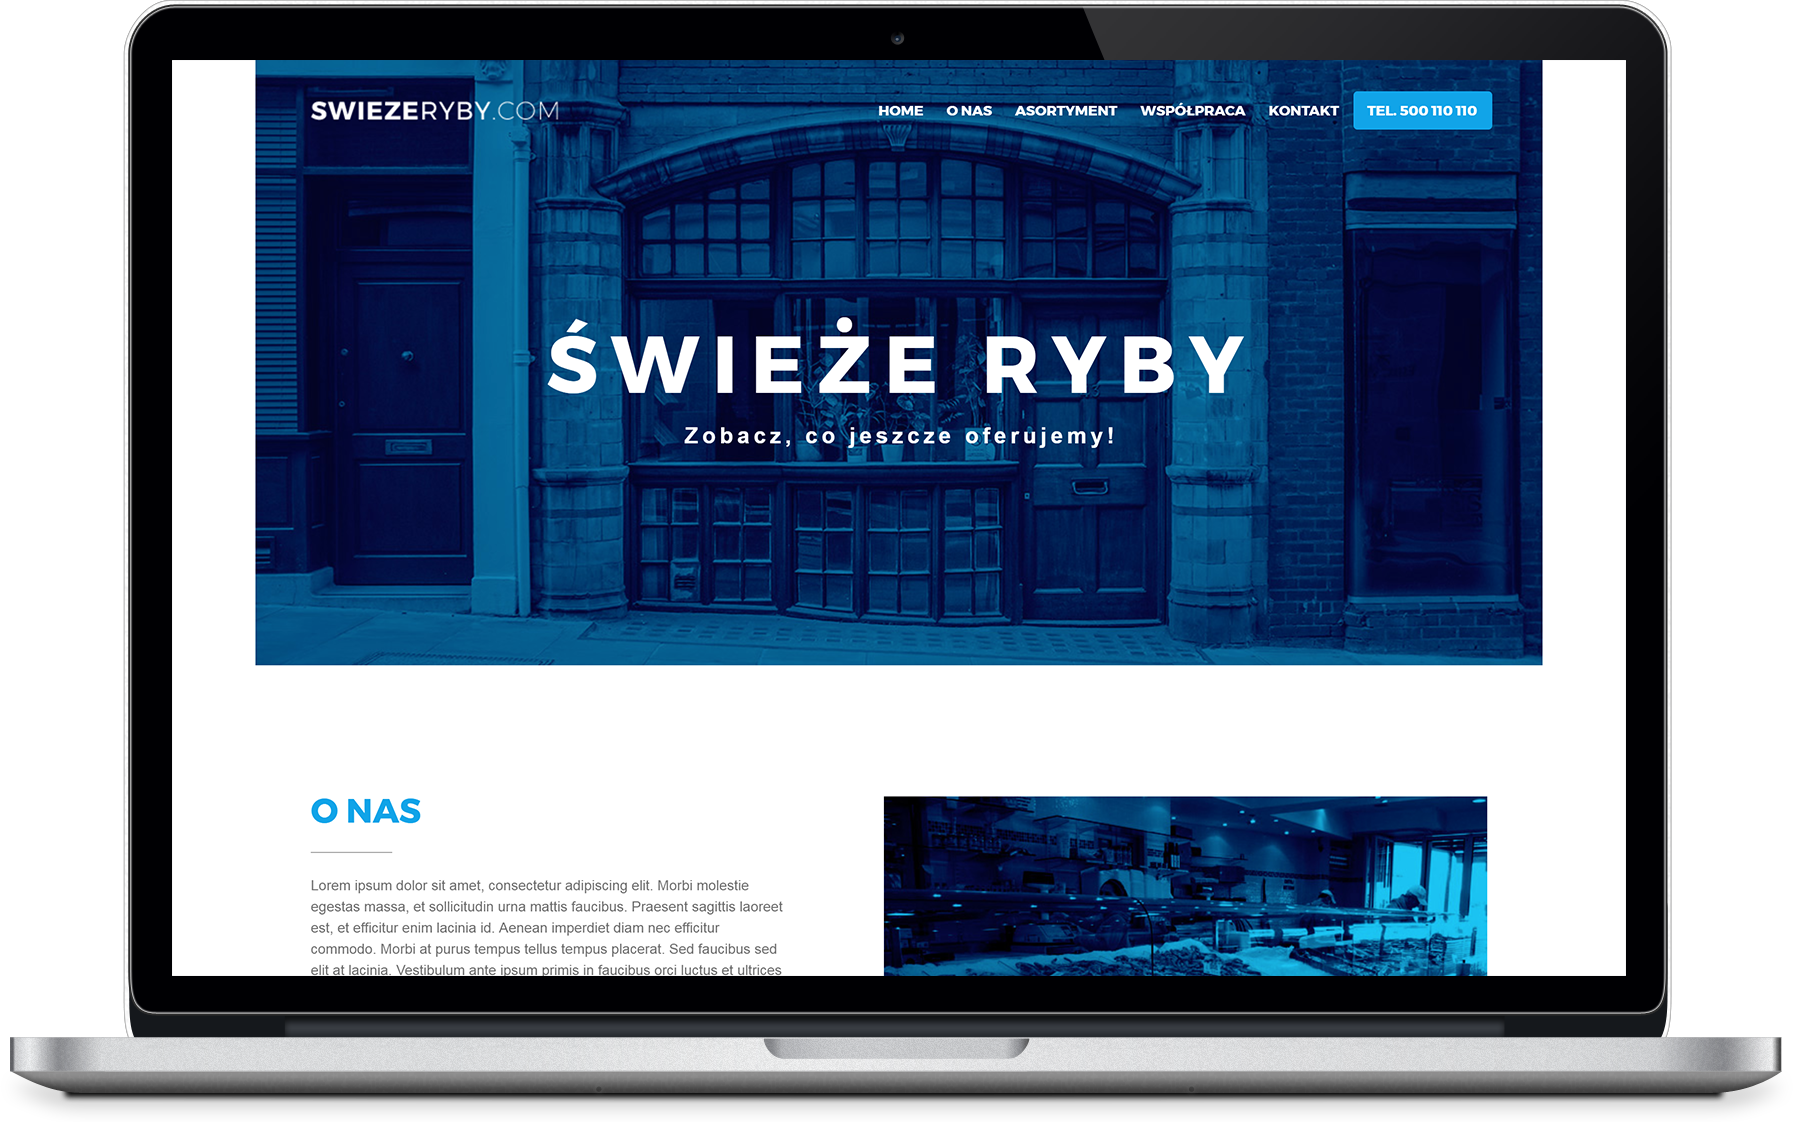 SWIEZERYBY.COM
HOME O NAS ASORTYMENT WSPÓŁPRACA KONTAKT TEL. 500 110 110
ŚWIEŻE RYBY
Zobacz, co jeszcze oferujemy!
O NAS
Lorem ipsum dolor sit amet, consectetur adipiscing elit. Morbi molestie
egestas massa, et sollicitudin urna mattis faucibus. Praesent sagittis laoreet
est, et efficitur enim lacinia id. Aenean imperdiet diam nec efficitur
commodo. Morbi at purus tempus tellus tempus placerat. Sed faucibus sed
elit at lacinia. Vestibulum ante ipsum primis in faucibus orci luctus et ultrices